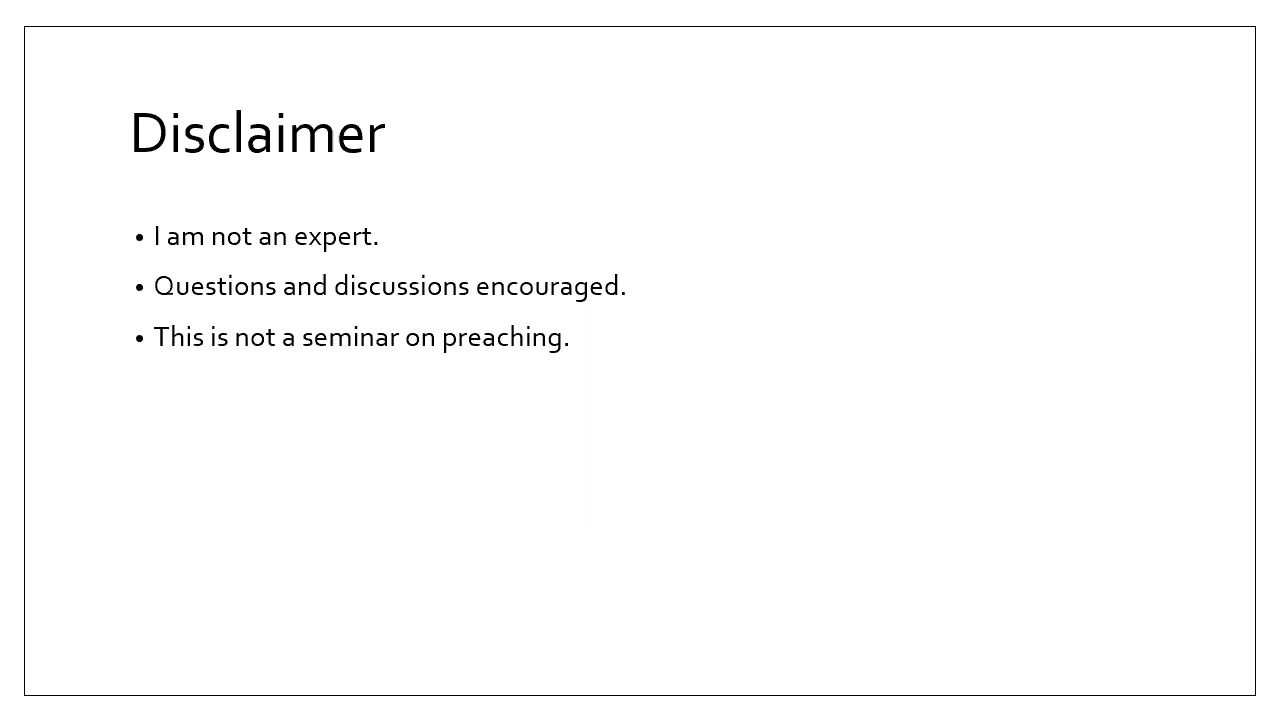 Disclaimer
• I am not an expert.
• Questions and discussions encouraged.
• This is not a seminar on preaching.